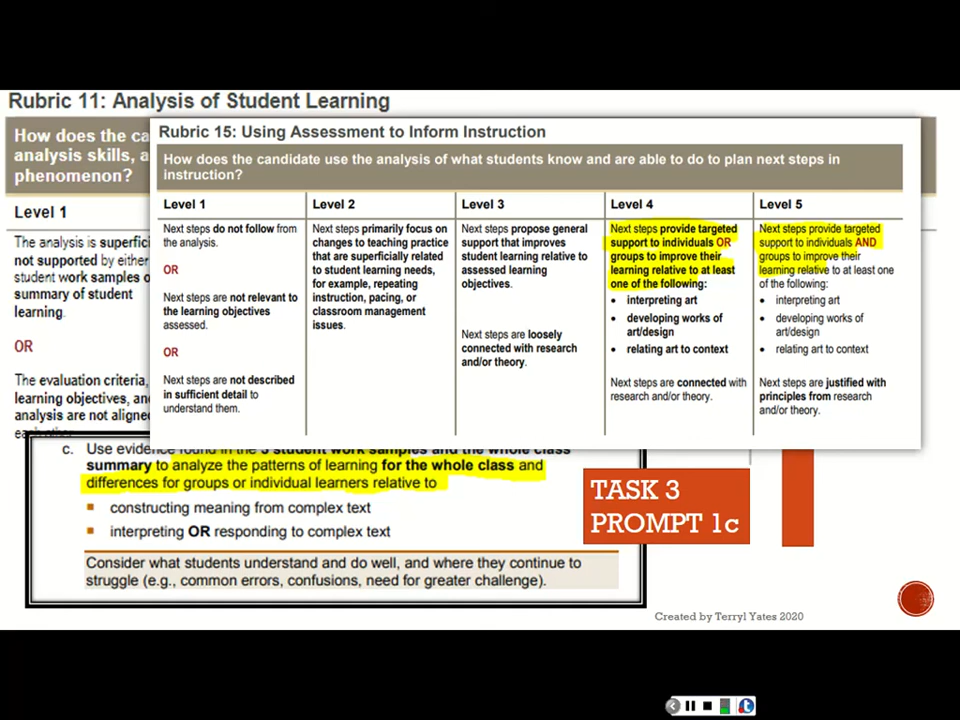 Rubric 11: Analysis of Student Learning
How does the ca
analysis skills, a
phenomenon?
Level 1
The analysis is superfici
not supported by either
student work samples o
summary of student
learning.
OR
The evaluation criteria,
learning objectives, and
analysis are not aligned
each other
Rubric 15: Using Assessment to Inform Instruction
How does the candidate use the analysis of what students know and are able to do to plan next steps in
instruction?
Level 1
Next steps do not follow from
the analysis.
OR
Next steps are not relevant to
the learning objectives
assessed.
OR
Next steps are not described
in sufficient detail to
understand them.
Level 2
Next steps primarily focus on
changes to teaching practice
that are superficially related
to student learning needs,
for example, repeating
instruction, pacing, or
classroom management
issues.
Level 3
Next steps propose general
support that improves
student learning relative to
assessed learning
objectives.
Next steps are loosely
connected with research
and/or theory.
Level 4
Next steps provide targeted
support to individuals OR
groups to improve their
learning relative to at least
one of the following:
• interpreting art
• developing works of
art/design
• relating art to context
Next steps are connected with
research and/or theory.
Level 5
Next steps provide targeted
support to individuals AND
groups to improve their
learning relative to at least one
of the following:
• interpreting art
• developing works of
art/design
• relating art to context
Next steps are justified with
principles from research
and/or theory.
c. Use evidence found in the 3 student work samples and the whole class
summary to analyze the patterns of learning for the whole class and
differences for groups or individual learners relative to
▪ constructing meaning from complex text
▪ interpreting OR responding to complex text
Consider what students understand and do well, and where they continue to
struggle (e.g., common errors, confusions, need for greater challenge).
TASK 3
PROMPT 1c
Created by Terryl Yates 2020